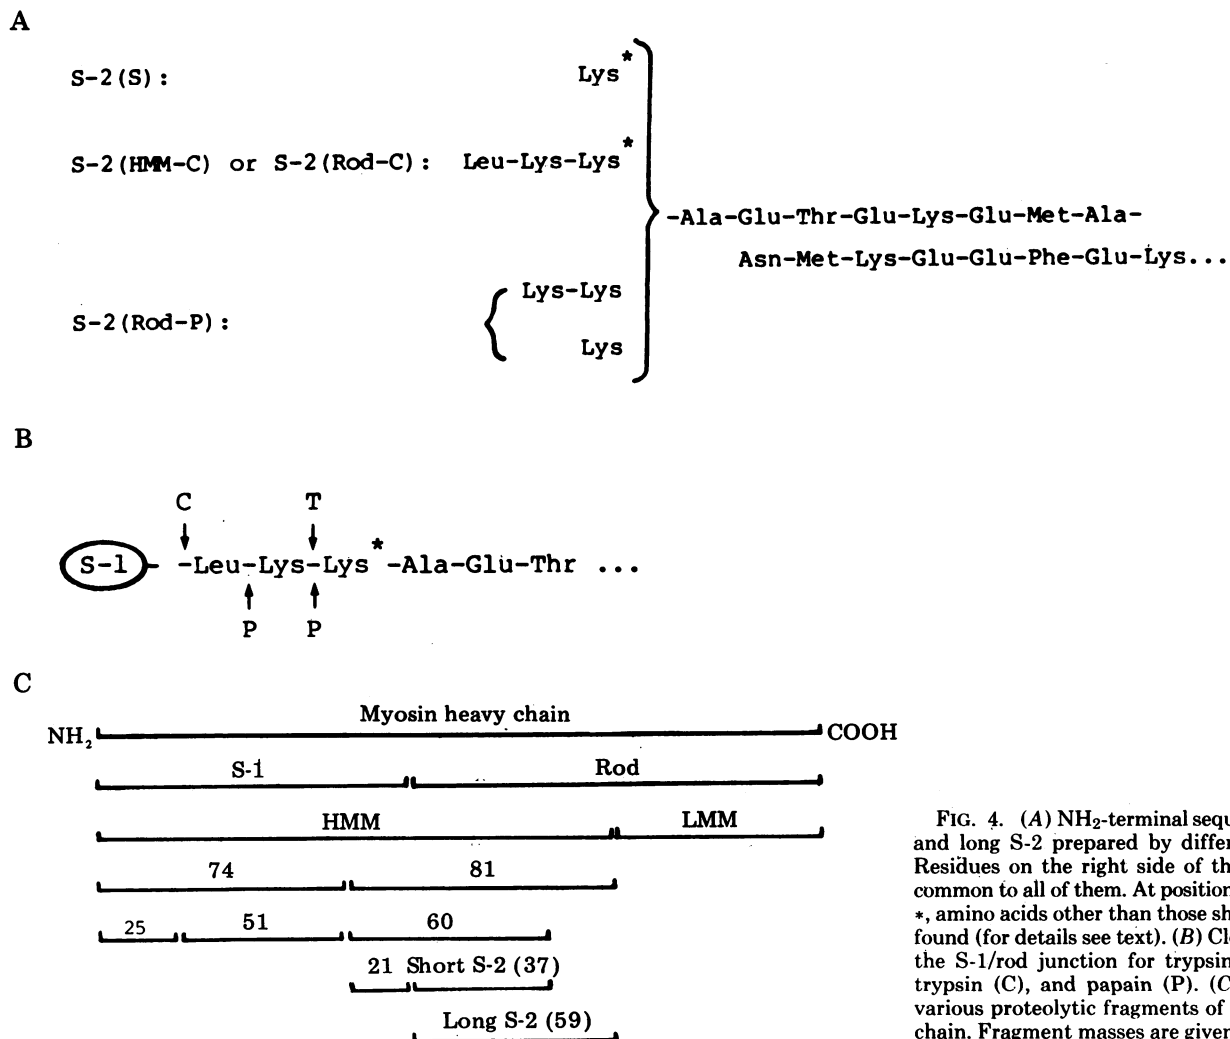 A
S-2(S): Lys*
S-2(HMM-C) or S-2(Rod-C): Leu-Lys-Lys*
-Ala-Glu-Thr-Glu-Lys-Glu-Met-Ala-
Asn-Met-Lys-Glu-Glu-Phe-Glu-Lys...
Lys-Lys
S-2(Rod-P):
Lys
B
C T
S-1 -Leu-Lys-Lys*-Ala-Glu-Thr ...
P P
C
Myosin heavy chain
NH2 COOH
S-1 Rod
HMM LMM
74 81
25 51 60
21 Short S-2 (37)
Long S-2 (59)
FIG. 4. (A) NH2-terminal sequ
and long S-2 prepared by differ
Residues on the right side of th
common to all of them. At position
*, amino acids other than those sh
found (for details see text). (B) Cl
the S-1/rod junction for trypsin
trypsin (C), and papain (P). (C
various proteolytic fragments of
chain. Fragment masses are given